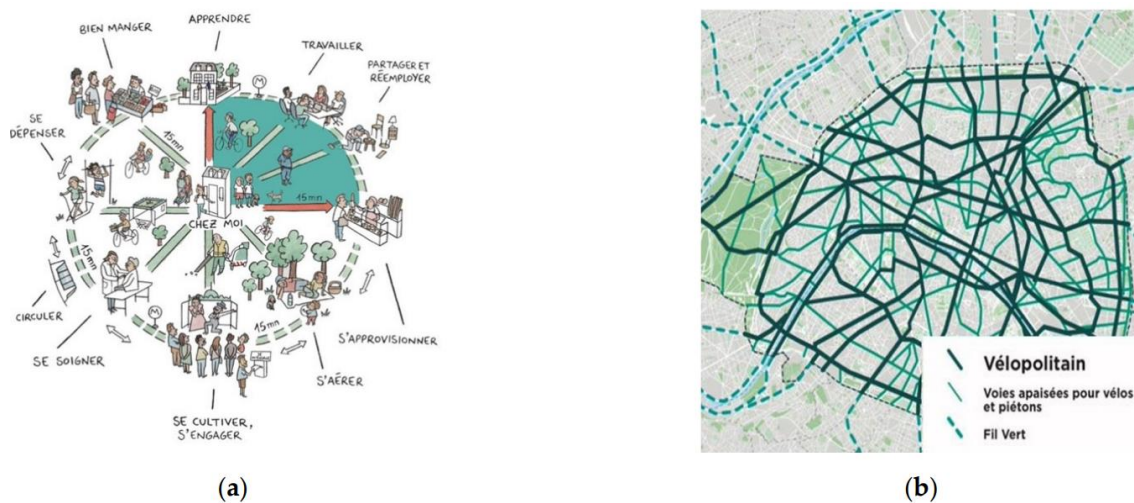 BIEN MANGER
APPRENDRE
TRAVAILLER
PARTAGER ET
RÉEMPLOYER
SE
DÉPENSER
15mn
15mn
CHEZ MOI
15mn
CIRCULER
SE SOIGNER
M
M
15mn
S'APPROVISIONNER
S'AÉRER
SE CULTIVER,
S'ENGAGER
(a)
Vélopolitain
Voies apaisées pour vélos
et piétons
Fil Vert
(b)